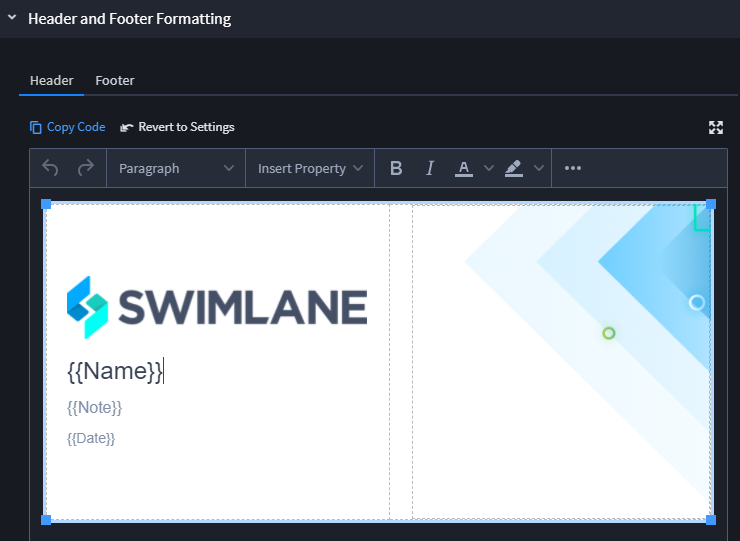 Header and Footer Formatting
Header Footer
Copy Code Revert to Settings
Paragraph Insert Property B I A
SWIMLANE
{{Name}}
{{Note}}
{{Date}}